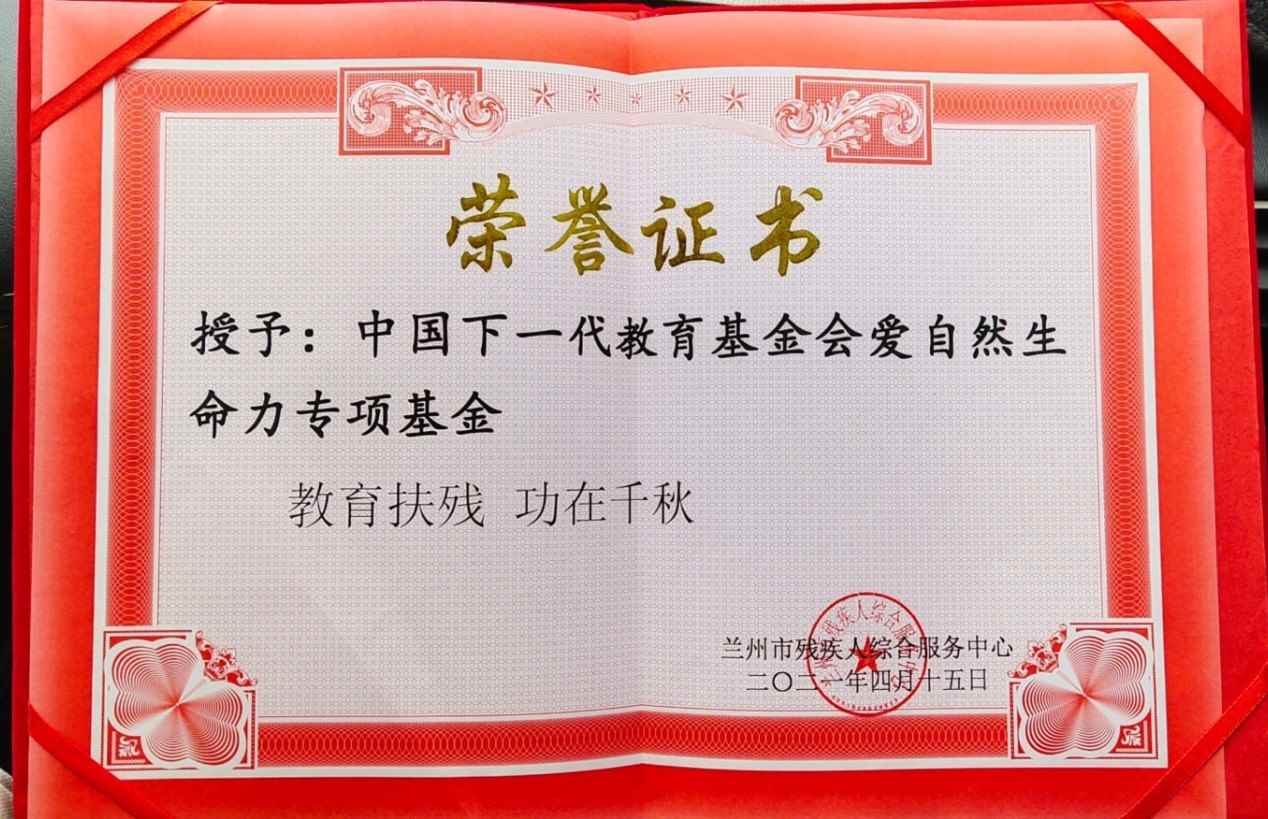 荣誉证书
授予：中国下一代教育基金会爱自然生
命力专项基金
教育扶残 功在千秋
兰州市残疾人综合服务中心
二〇二一年四月十五日